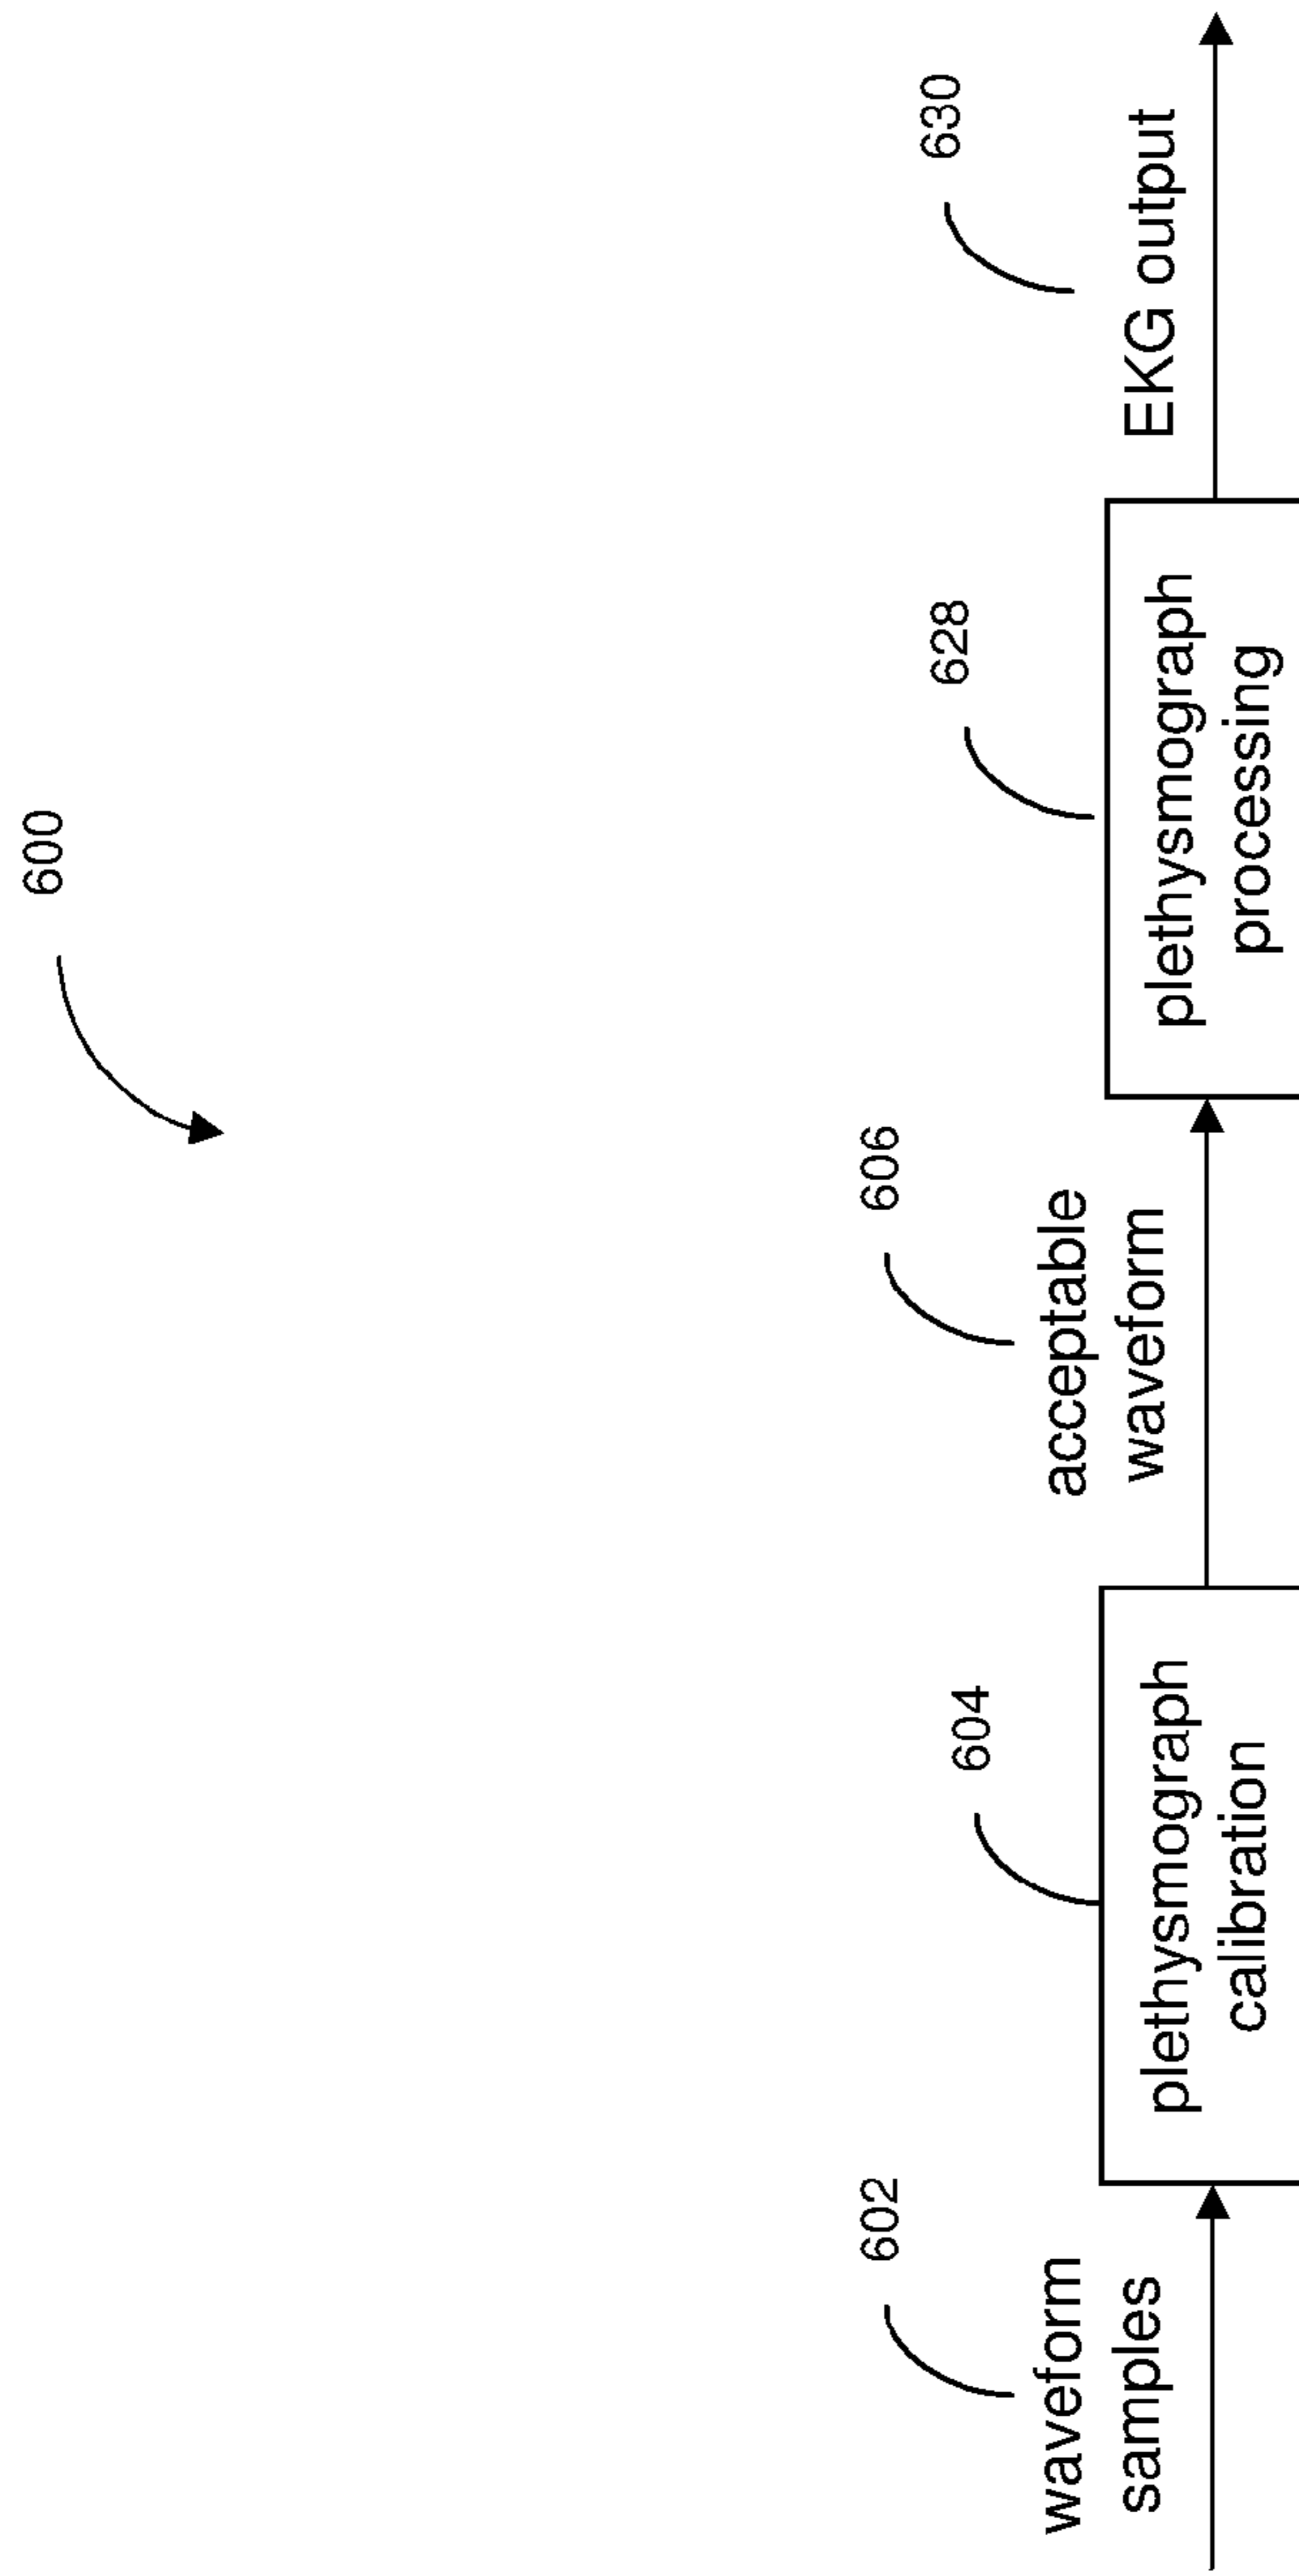 600
602
waveform
samples
604
plethysmograph
calibration
606
acceptable
waveform
628
plethysmograph
processing
630
EKG output